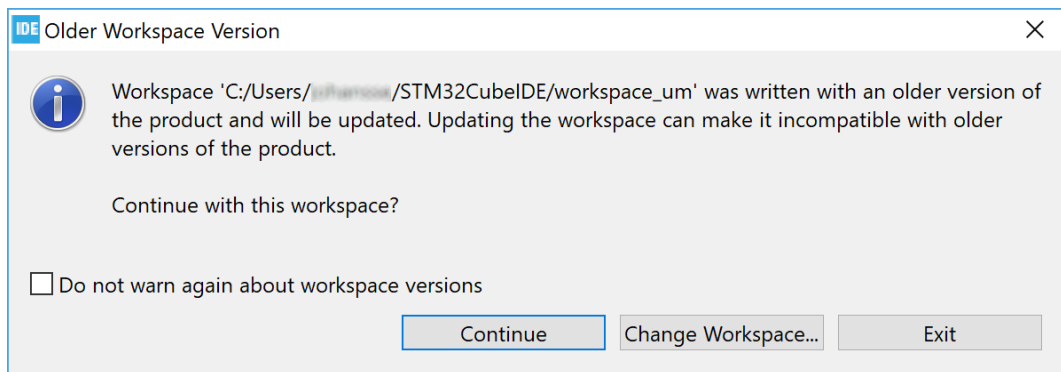 IDE Older Workspace Version
Workspace 'C:/Users/ /STM32CubeIDE/workspace_um' was written with an older version of
the product and will be updated. Updating the workspace can make it incompatible with older
versions of the product.
Continue with this workspace?
Do not warn again about workspace versions
Continue Change Workspace... Exit